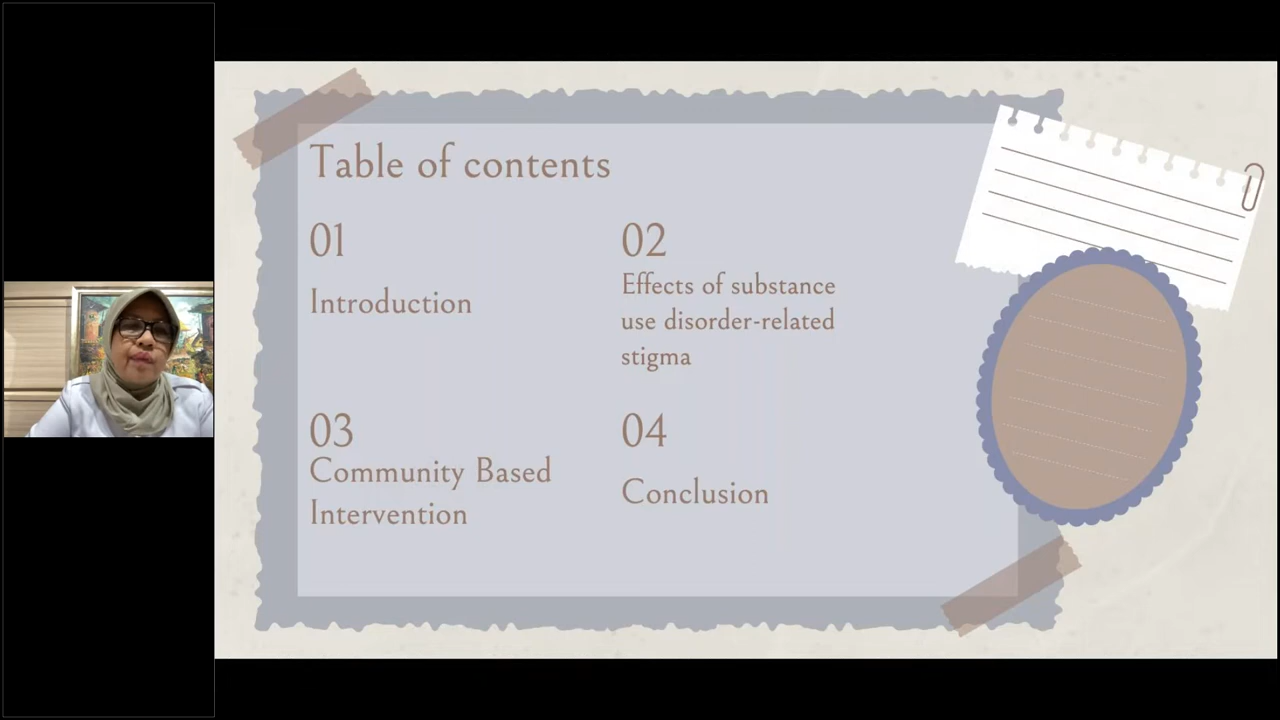 Table of contents
01
Introduction
02
Effects of substance
use disorder-related
stigma
03
Community Based
Intervention
04
Conclusion